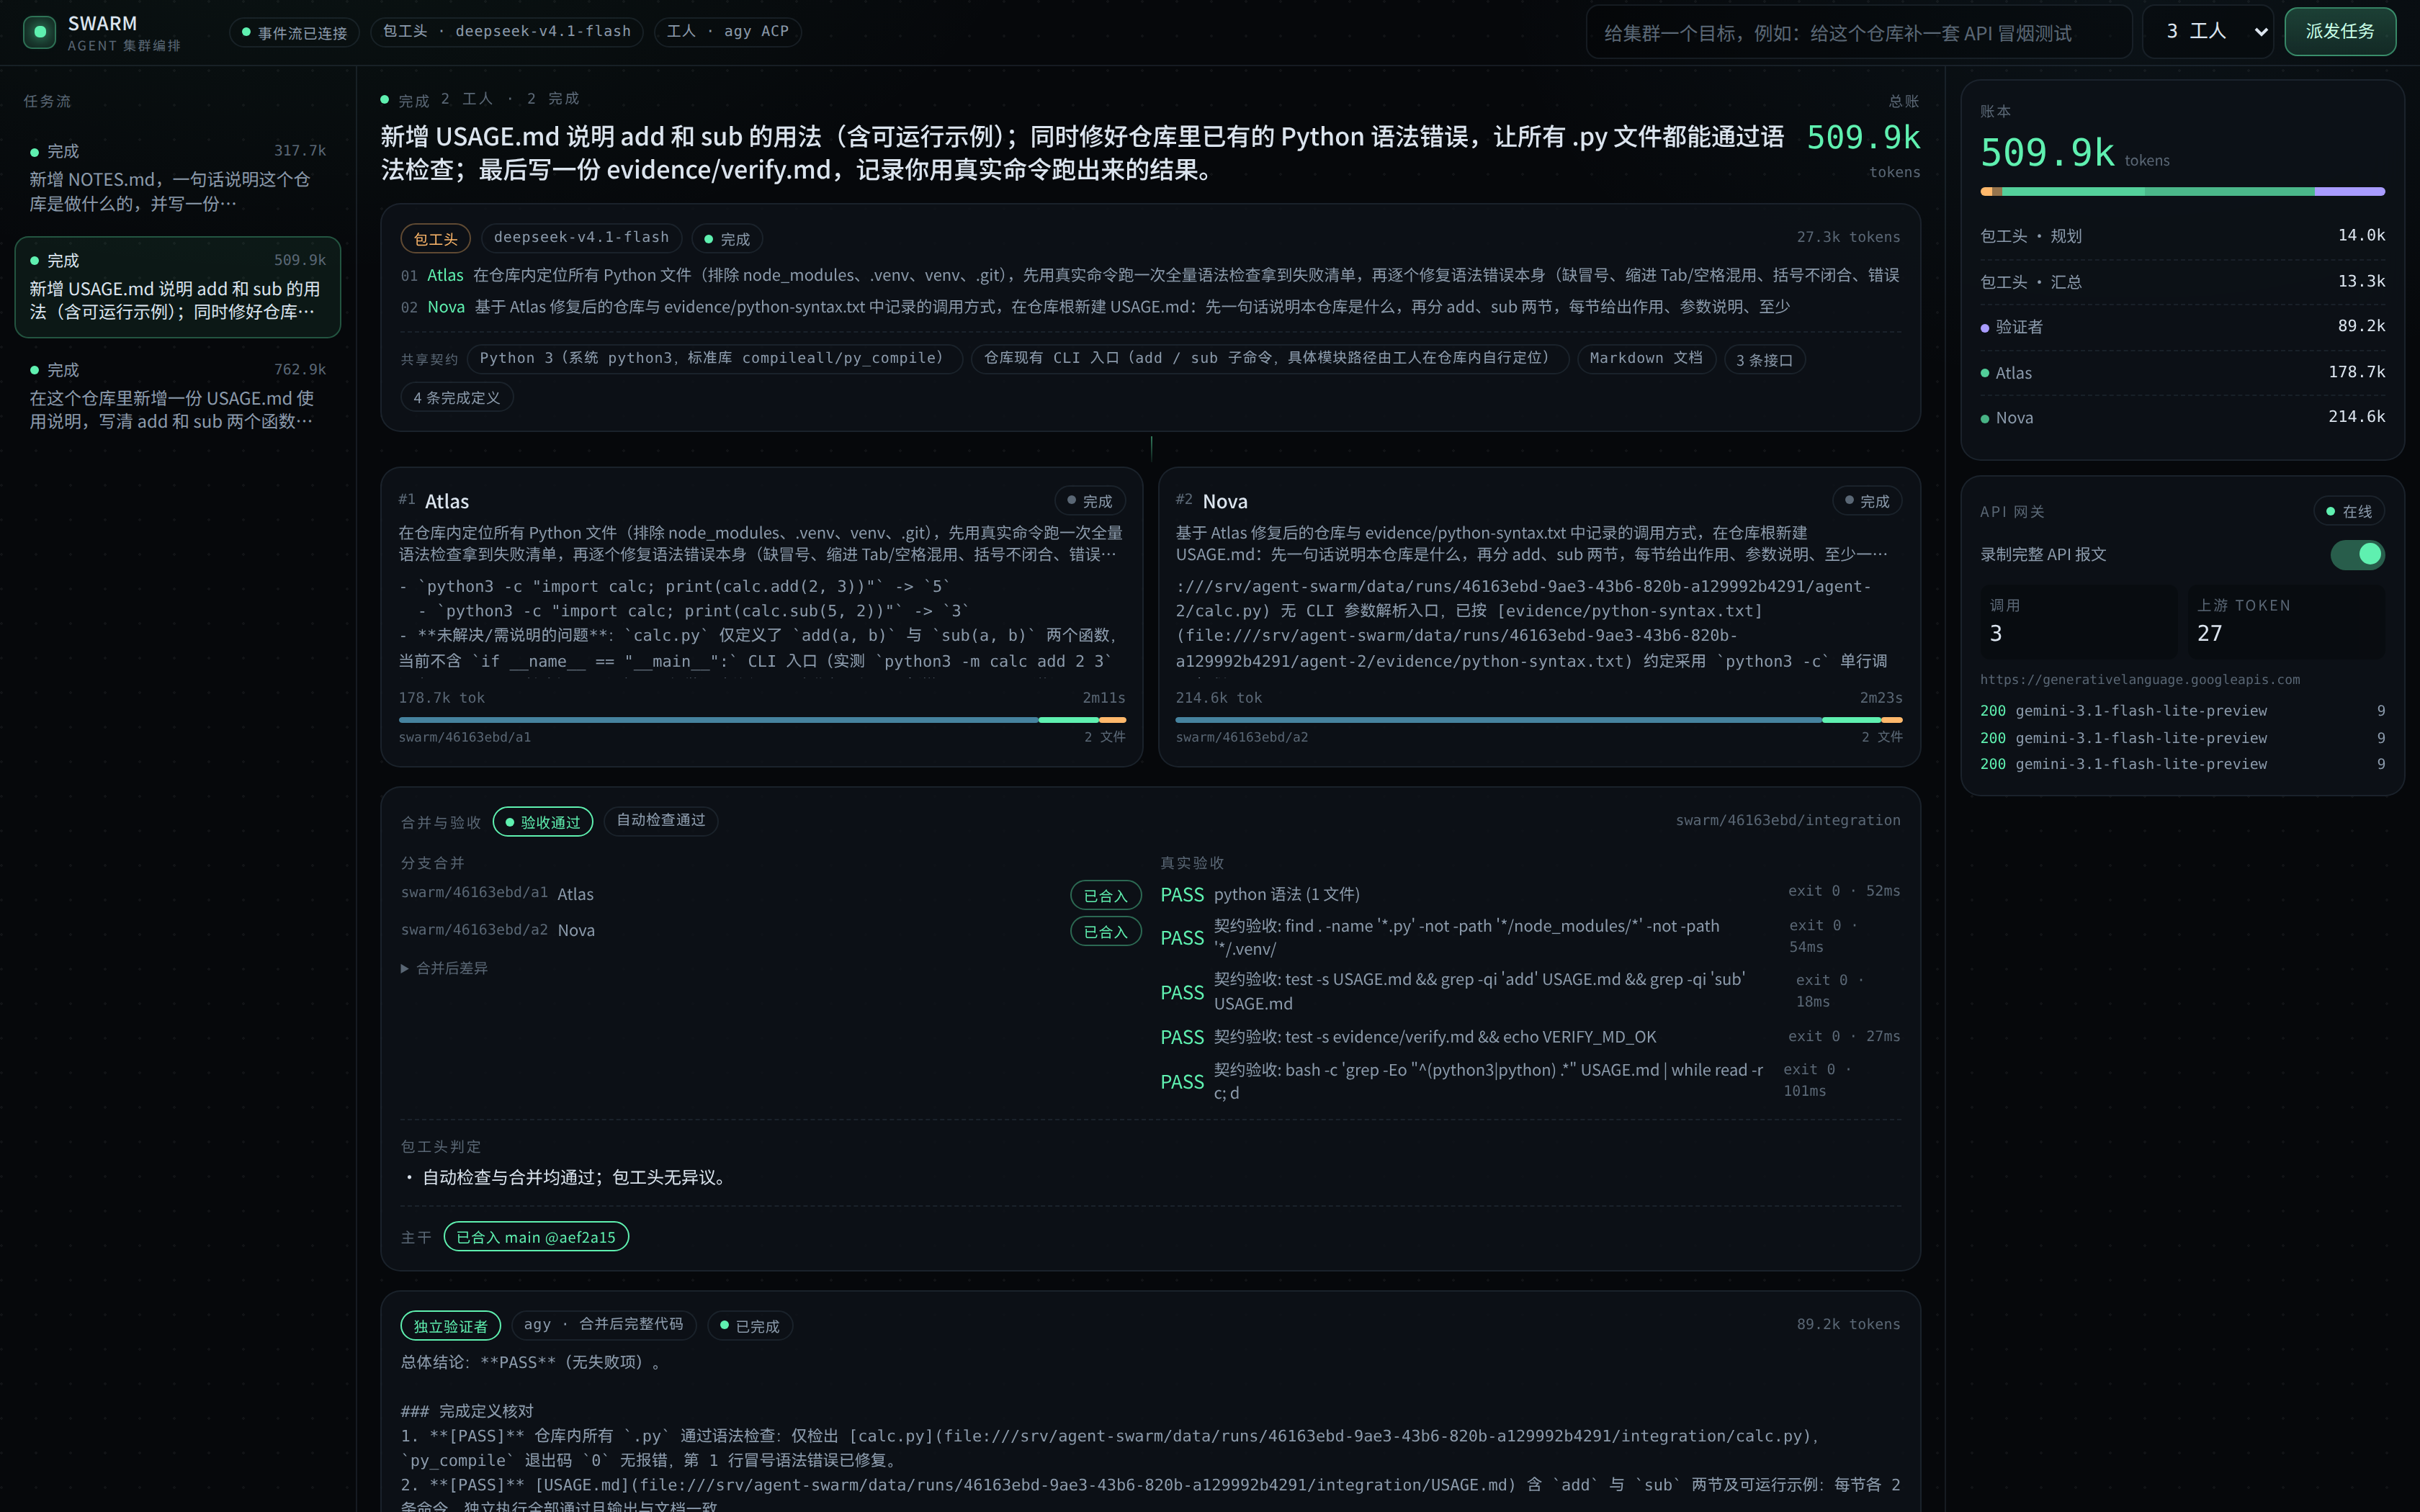 SWARM
AGENT 集群编排
事件流已连接
包工头 · deepseek-v4.1-flash
工人 · agy ACP
给集群一个目标，例如：给这个仓库补一套 API 冒烟测试
3 工人
派发任务
任务流
完成 317.7k
新增 NOTES.md，一句话说明这个仓
库是做什么的，并写一份…
完成 509.9k
新增 USAGE.md 说明 add 和 sub 的用
法（含可运行示例）；同时修好仓库…
完成 762.9k
在这个仓库里新增一份 USAGE.md 使
用说明，写清 add 和 sub 两个函数…
完成 2 工人 · 2 完成
新增 USAGE.md 说明 add 和 sub 的用法（含可运行示例）；同时修好仓库里已有的 Python 语法错误，让所有 .py 文件都能通过语
法检查；最后写一份 evidence/verify.md，记录你用真实命令跑出来的结果。
总账
509.9k
tokens
包工头 deepseek-v4.1-flash 完成 27.3k tokens
01 Atlas 在仓库内定位所有 Python 文件（排除 node_modules、.venv、venv、.git），先用真实命令跑一次全量语法检查拿到失败清单，再逐个修复语法错误本身（缺冒号、缩进 Tab/空格混用、括号不闭合、错误
02 Nova 基于 Atlas 修复后的仓库与 evidence/python-syntax.txt 中记录的调用方式，在仓库根新建 USAGE.md：先一句话说明本仓库是什么，再分 add、sub 两节，每节给出作用、参数说明、至少
共享契约 Python 3（系统 python3，标准库 compileall/py_compile） 仓库现有 CLI 入口（add / sub 子命令，具体模块路径由工人在仓库内自行定位） Markdown 文档 3 条接口
4 条完成定义
#1 Atlas 完成
在仓库内定位所有 Python 文件（排除 node_modules、.venv、venv、.git），先用真实命令跑一次全量
语法检查拿到失败清单，再逐个修复语法错误本身（缺冒号、缩进 Tab/空格混用、括号不闭合、错误…
- `python3 -c "import calc; print(calc.add(2, 3))"` -> `5`
- `python3 -c "import calc; print(calc.sub(5, 2))"` -> `3`
- **未解决/需说明的问题**：`calc.py` 仅定义了 `add(a, b)` 与 `sub(a, b)` 两个函数，
当前不含 `if __name__ == "__main__":` CLI 入口（实测 `python3 -m calc add 2 3`
178.7k tok 2m11s
swarm/46163ebd/a1 2 文件
#2 Nova 完成
基于 Atlas 修复后的仓库与 evidence/python-syntax.txt 中记录的调用方式，在仓库根新建
USAGE.md：先一句话说明本仓库是什么，再分 add、sub 两节，每节给出作用、参数说明、至少一…
:///srv/agent-swarm/data/runs/46163ebd-9ae3-43b6-820b-a129992b4291/agent-
2/calc.py) 无 CLI 参数解析入口，已按 [evidence/python-syntax.txt]
(file:///srv/agent-swarm/data/runs/46163ebd-9ae3-43b6-820b-
a129992b4291/agent-2/evidence/python-syntax.txt) 约定采用 `python3 -c` 单行调
214.6k tok 2m23s
swarm/46163ebd/a2 2 文件
合并与验收 验收通过 自动检查通过 swarm/46163ebd/integration
分支合并
swarm/46163ebd/a1 Atlas 已合入
swarm/46163ebd/a2 Nova 已合入
▶ 合并后差异
真实验收
PASS python 语法 (1 文件) exit 0 · 52ms
PASS 契约验收: find . -name '*.py' -not -path '*/node_modules/*' -not -path
'*/.venv/ exit 0 · 54ms
PASS 契约验收: test -s USAGE.md && grep -qi 'add' USAGE.md && grep -qi 'sub'
USAGE.md exit 0 · 18ms
PASS 契约验收: test -s evidence/verify.md && echo VERIFY_MD_OK exit 0 · 27ms
PASS 契约验收: bash -c 'grep -Eo "^(python3|python) .*" USAGE.md | while read -r
c; d exit 0 · 101ms
包工头判定
· 自动检查与合并均通过；包工头无异议。
主干 已合入 main @aef2a15
独立验证者 agy · 合并后完整代码 已完成 89.2k tokens
总体结论：**PASS**（无失败项）。
### 完成定义核对
1. **[PASS]** 仓库内所有 `.py` 通过语法检查：仅检出 [calc.py](file:///srv/agent-swarm/data/runs/46163ebd-9ae3-43b6-820b-a129992b4291/integration/calc.py)，
`py_compile` 退出码 `0` 无报错，第 1 行冒号语法错误已修复。
2. **[PASS]** [USAGE.md](file:///srv/agent-swarm/data/runs/46163ebd-9ae3-43b6-820b-a129992b4291/integration/USAGE.md) 含 `add` 与 `sub` 两节及可运行示例：每节各 2
条命令，独立执行全部通过且输出与文档一致
账本
509.9k tokens
包工头 · 规划 14.0k
包工头 · 汇总 13.3k
验证者 89.2k
Atlas 178.7k
Nova 214.6k
API 网关 在线
录制完整 API 报文
调用
3
上游 TOKEN
27
https://generativelanguage.googleapis.com
200 gemini-3.1-flash-lite-preview 9
200 gemini-3.1-flash-lite-preview 9
200 gemini-3.1-flash-lite-preview 9